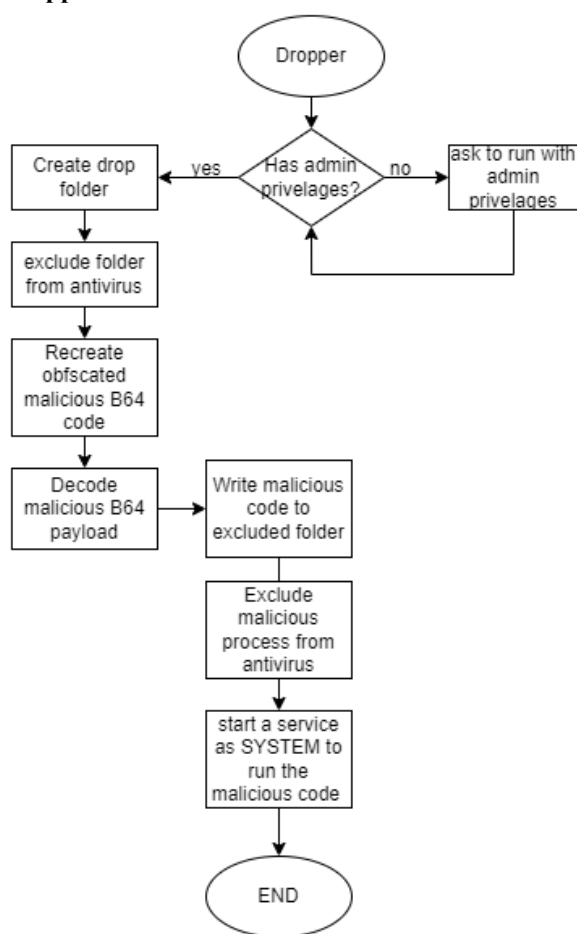 Dropper
Has admin
privelages?
yes
no
Create drop
folder
ask to run with
admin
privelages
exclude folder
from antivirus
Recreate
obfscated
malicious B64
code
Decode
malicious B64
payload
Write malicious
code to
excluded folder
Exclude
malicious
process from
antivirus
start a service
as SYSTEM to
run the
malicious code
END